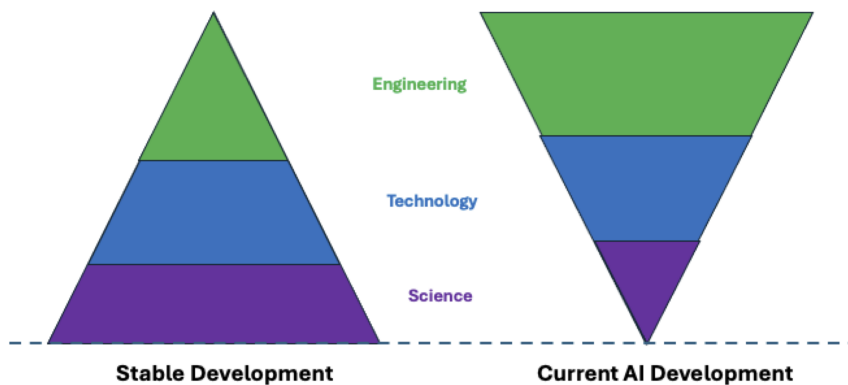 Engineering
Technology
Science
Stable Development
Current AI Development